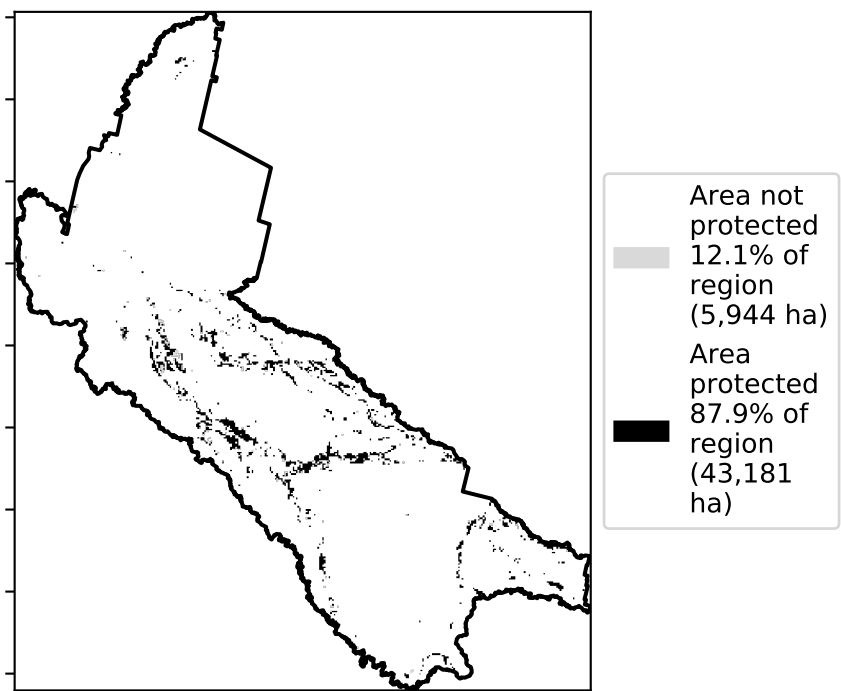 Area not
protected
12.1% of
region
(5,944 ha)
Area
protected
87.9% of
region
(43,181
ha)